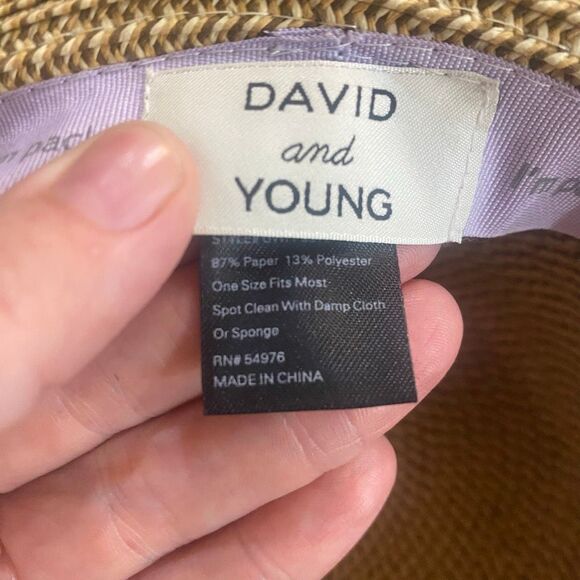 DAVID
and
YOUNG
87% Paper 13% Polyester
One Size Fits Most
Spot Clean With Damp Cloth
Or Sponge
RN# 54976
MADE IN CHINA
pack
I'm